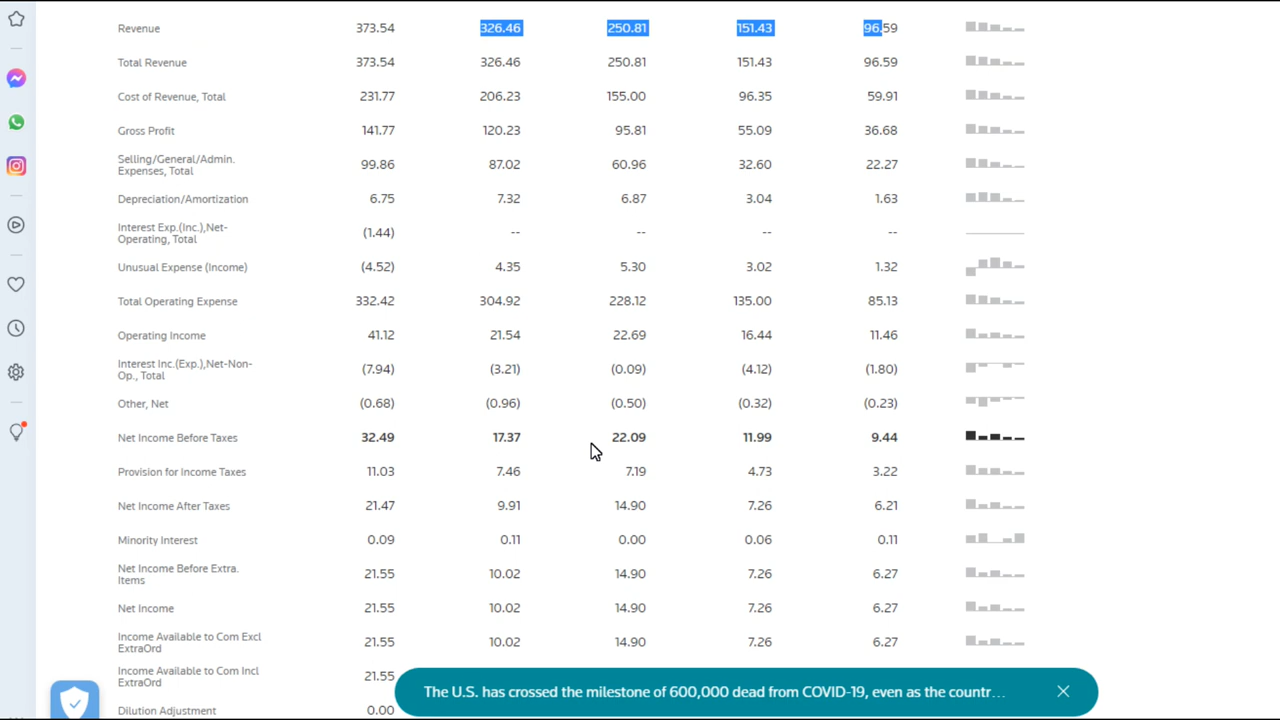 Revenue 373.54 326.46 250.81 151.43 96.59
Total Revenue 373.54 326.46 250.81 151.43 96.59
Cost of Revenue, Total 231.77 206.23 155.00 96.35 59.91
Gross Profit 141.77 120.23 95.81 55.09 36.68
Selling/General/Admin.
Expenses, Total 99.86 87.02 60.96 32.60 22.27
Depreciation/Amortization 6.75 7.32 6.87 3.04 1.63
Interest Exp.(Inc.),Net-
Operating, Total (1.44) -- -- -- --
Unusual Expense (Income) (4.52) 4.35 5.30 3.02 1.32
Total Operating Expense 332.42 304.92 228.12 135.00 85.13
Operating Income 41.12 21.54 22.69 16.44 11.46
Interest Inc.(Exp.),Net-Non-
Op., Total (7.94) (3.21) (0.09) (4.12) (1.80)
Other, Net (0.68) (0.96) (0.50) (0.32) (0.23)
Net Income Before Taxes 32.49 17.37 22.09 11.99 9.44
Provision for Income Taxes 11.03 7.46 7.19 4.73 3.22
Net Income After Taxes 21.47 9.91 14.90 7.26 6.21
Minority Interest 0.09 0.11 0.00 0.06 0.11
Net Income Before Extra.
Items 21.55 10.02 14.90 7.26 6.27
Net Income 21.55 10.02 14.90 7.26 6.27
Income Available to Com Excl
ExtraOrd 21.55 10.02 14.90 7.26 6.27
Income Available to Com Incl
ExtraOrd 21.55
The U.S. has crossed the milestone of 600,000 dead from COVID-19, even as the countr...
Dilution Adjustment 0.00